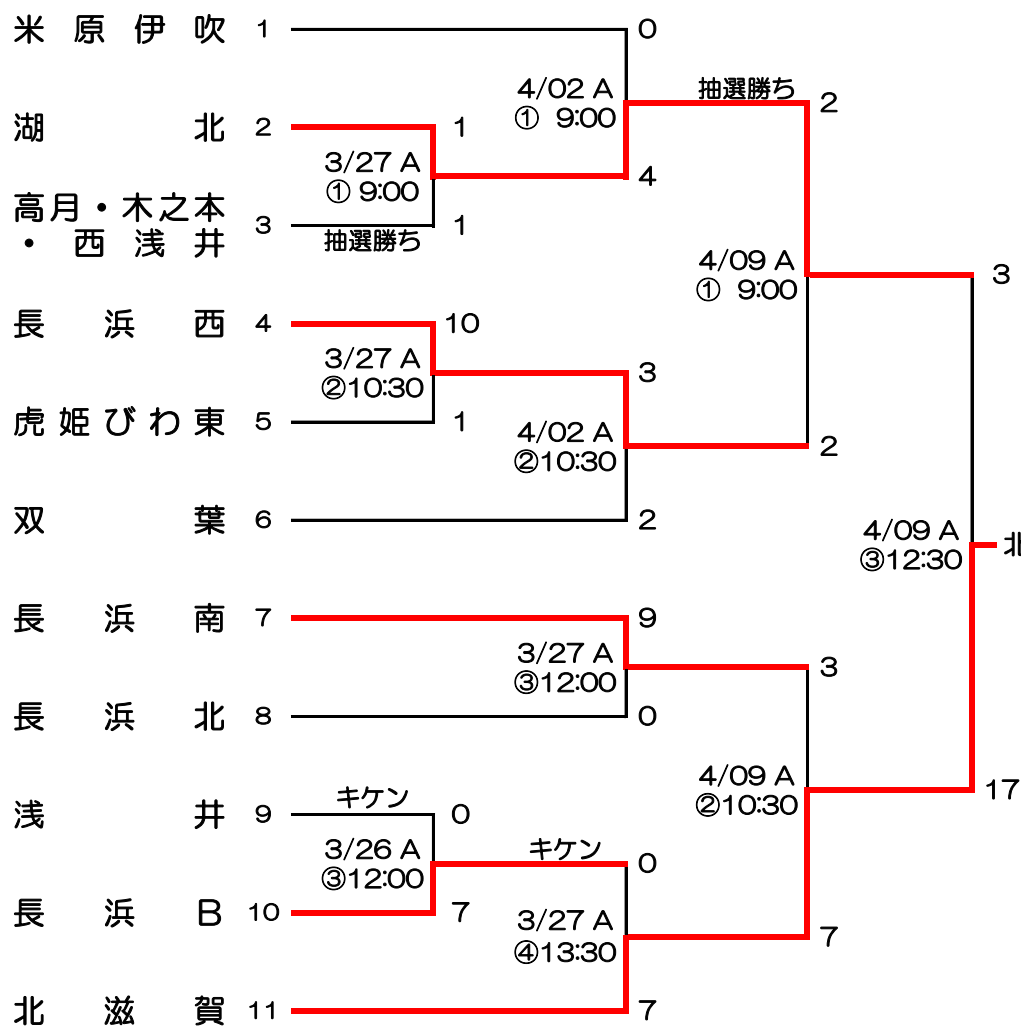 米原伊吹 1
0
4/02 A
① 9:00
抽選勝ち
2
湖北 2
1
3/27 A
① 9:00
4
高月・木之本
・西浅井
3
1
抽選勝ち
4/09 A
① 9:00
3
長浜西 4
10
3/27 A
②10:30
3
虎姫びわ東 5
1
4/02 A
②10:30
2
双葉 6
2
4/09 A
③12:30
北
長浜南 7
9
3/27 A
③12:00
3
長浜北 8
0
4/09 A
②10:30
17
浅井 9
キケン
0
3/26 A
③12:00
キケン
0
長浜B 10
7
3/27 A
④13:30
7
北滋賀 11
7